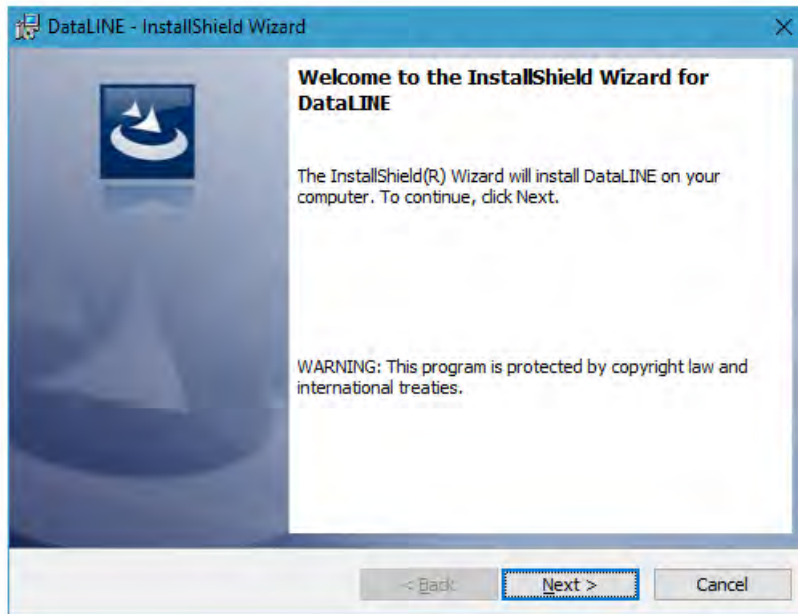 DataLINE - InstallShield Wizard
Welcome to the InstallShield Wizard for
DataLINE
The InstallShield(R) Wizard will install DataLINE on your
computer. To continue, click Next.
WARNING: This program is protected by copyright law and
international treaties.
< Back
Next >
Cancel